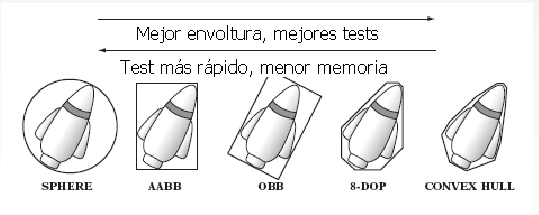 Mejor envoltura, mejores tests
Test más rápido, menor memoria
SPHERE AABB OBB 8-DOP CONVEX HULL